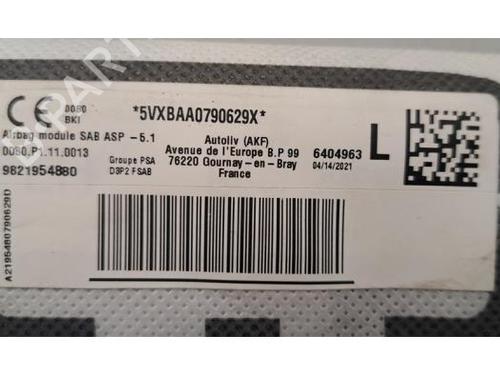 CE 0080 BKI
*5VXBAA0790629X*
Airbag module SAB ASP -5.1
0080.P1.11.0013
9821954880
Groupe PSA
D3P2 FSAB
Autoliv (AKF)
Avenue de l'Europe B.P 99
76220 Gournay-en-Bray
France
6404963
04/14/2021
L
A2195480790629D